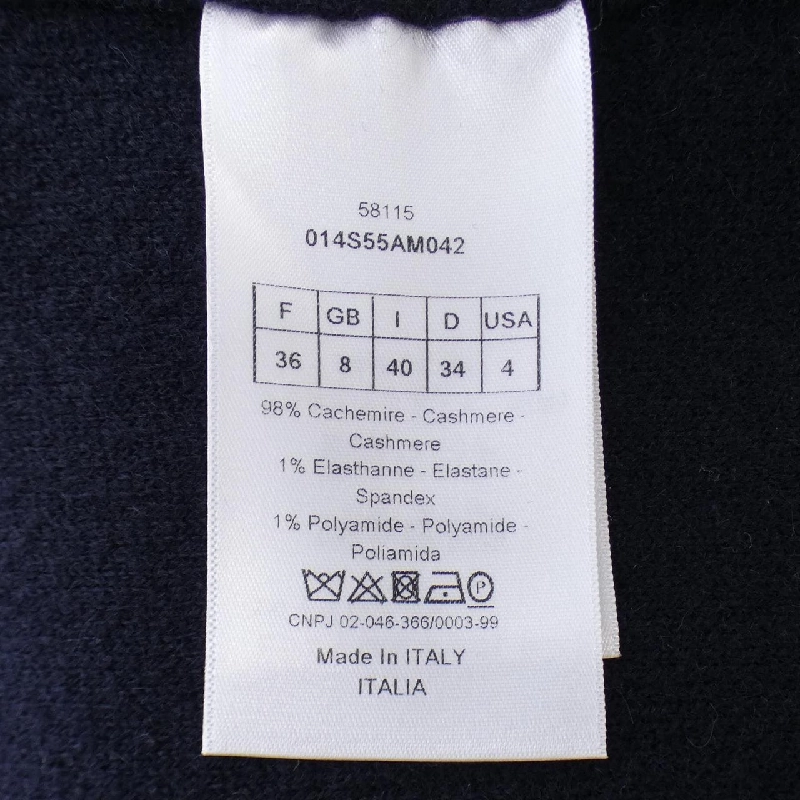 58115
014S55AM042
F GB I D USA
36 8 40 34 4
98% Cachemire - Cashmere -
Cashmere
1% Elasthanne - Elastane -
Spandex
1% Polyamide - Polyamide -
Poliamida
P
CNPJ 02-046-366/0003-99
Made In ITALY
ITALIA